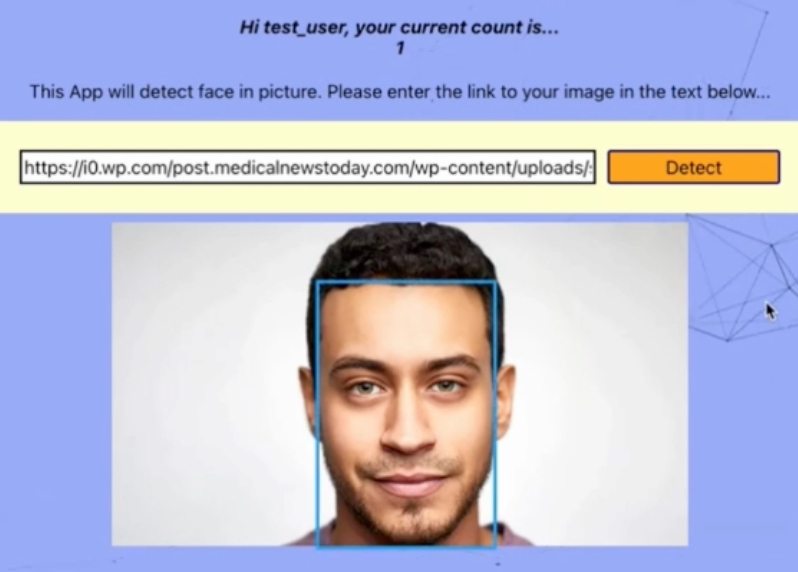 Hi test_user, your current count is...
1
This App will detect face in picture. Please enter the link to your image in the text below...
https://i0.wp.com/post.medicalnewstoday.com/wp-content/uploads/
Detect